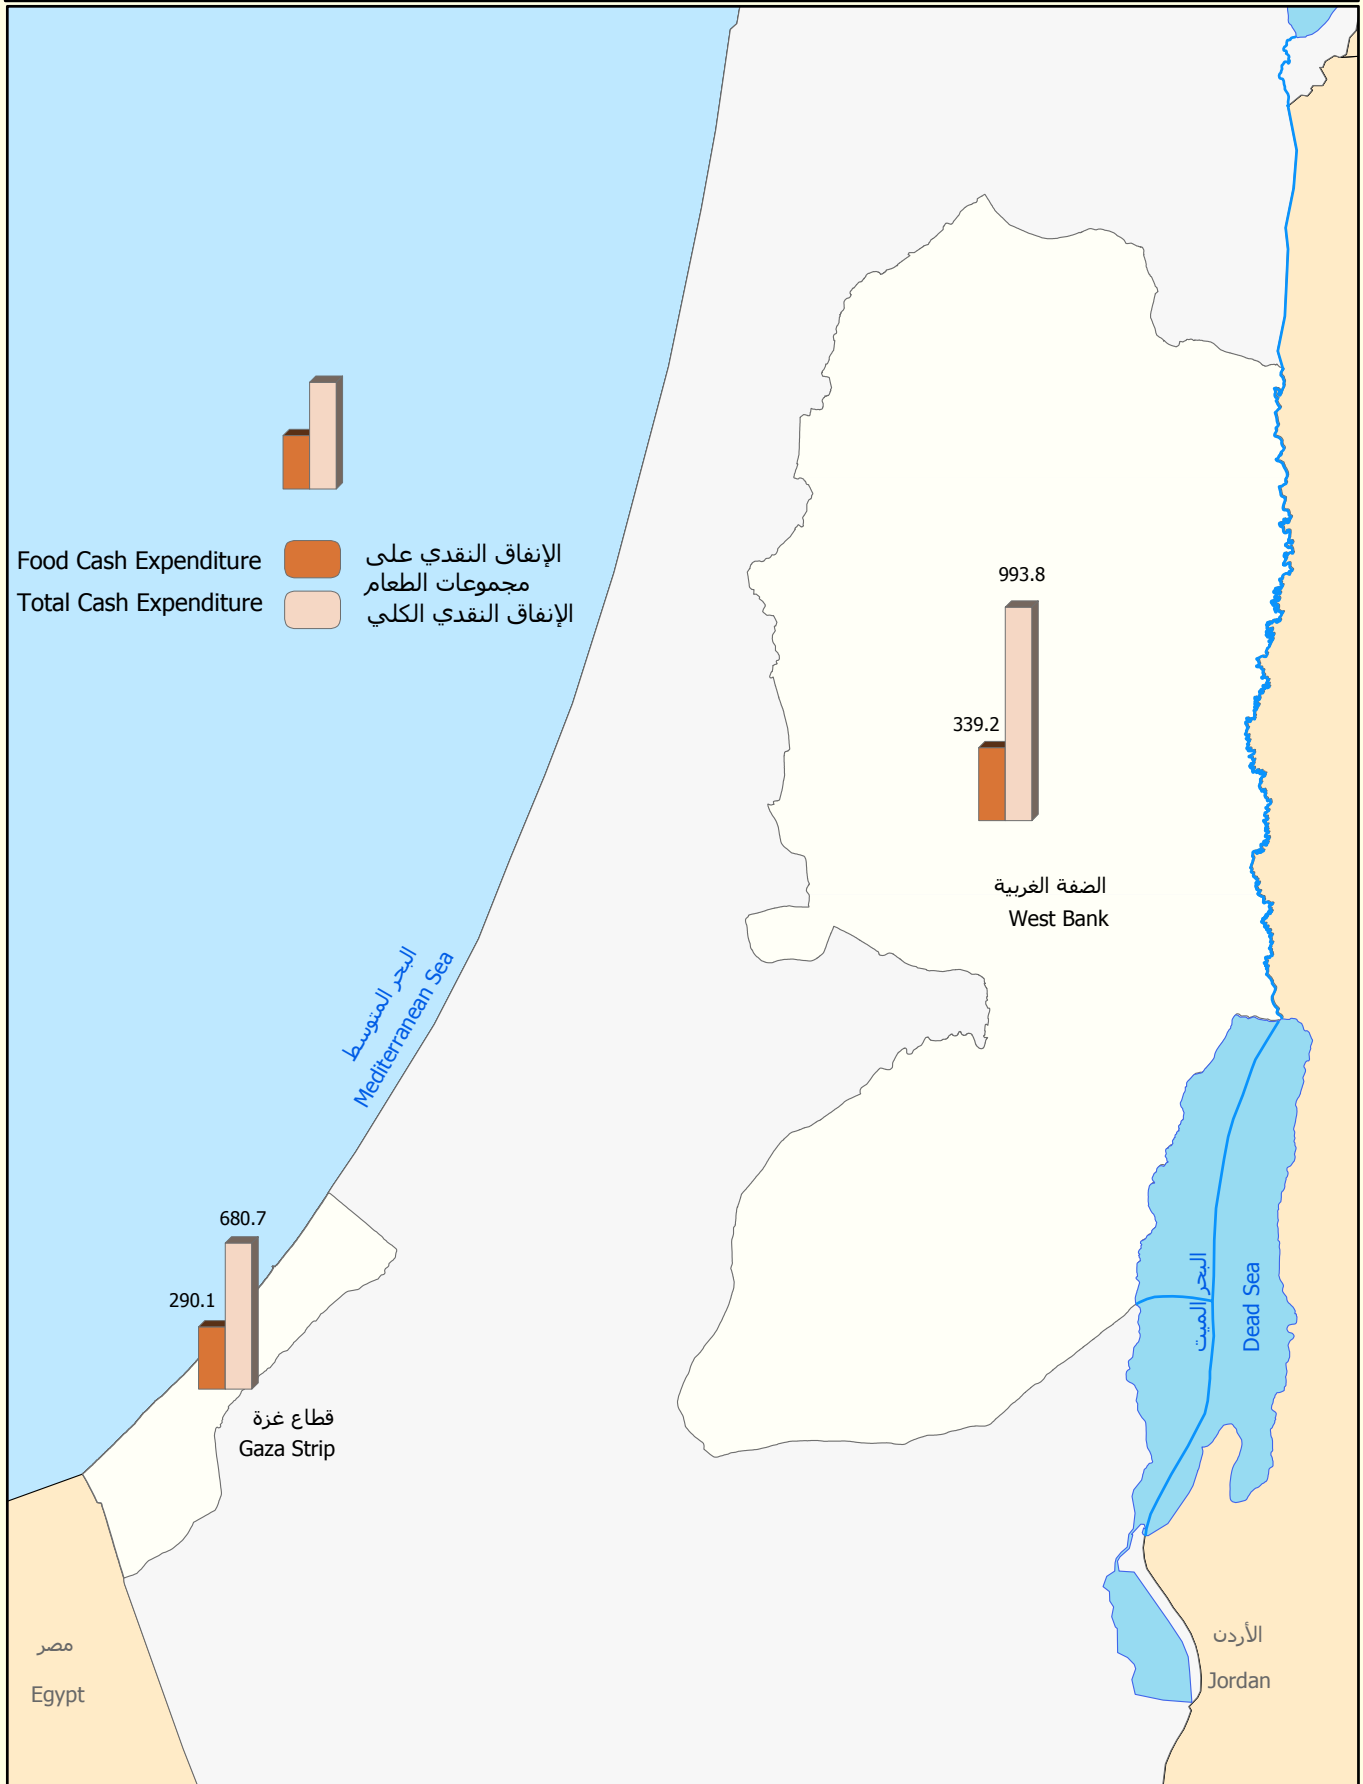 Food Cash Expenditure
الإنفاق النقدي على
مجموعات الطعام
Total Cash Expenditure
الإنفاق النقدي الكلي
993.8
339.2
الضفة الغربية
West Bank
البحر المتوسط
Mediterranean Sea
680.7
290.1
قطاع غزة
Gaza Strip
البحر الميت
Dead Sea
مصر
Egypt
الأردن
Jordan